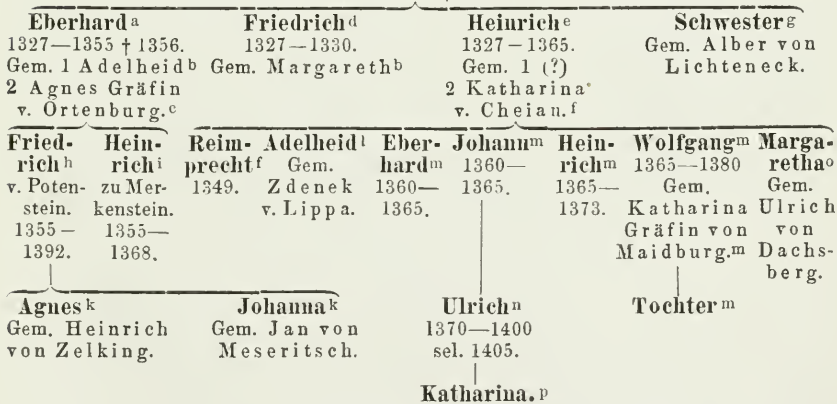 Eberhard a Friedrich d Heinrich e Schwester g
1327—1355 † 1356. 1327—1330. 1327–1365. Gem. Alber von
Gem. 1 Adelheid b Gem. Margareth b Gem. 1 (?) Lichteneck.
2 Agnes Gräfin 2 Katharina
v. Ortenburg. c v. Cheiau. f
Fried- Hein- Reim- Adelheid l Eber- Johann m Hein- Wolfgang m Marga-
rich h rich i precht f Gem. hard m 1360— rich m 1365—1380 retha o
v. Poten- zu Mer- 1349. Zdenek 1360— 1365. 1365— Gem. Gem.
stein. kenstein. v. Lippa. 1365. 1373. Katharina Ulrich
1355– 1355— Gräfin von von
1392. 1368. Maidburg. m Dachs-
berg.
Agnes k Johanna k Ulrich n Tochter m
Gem. Heinrich Gem. Jan von 1370—1400
von Zelking. Meseritsch. sel. 1405.
Katharina. p